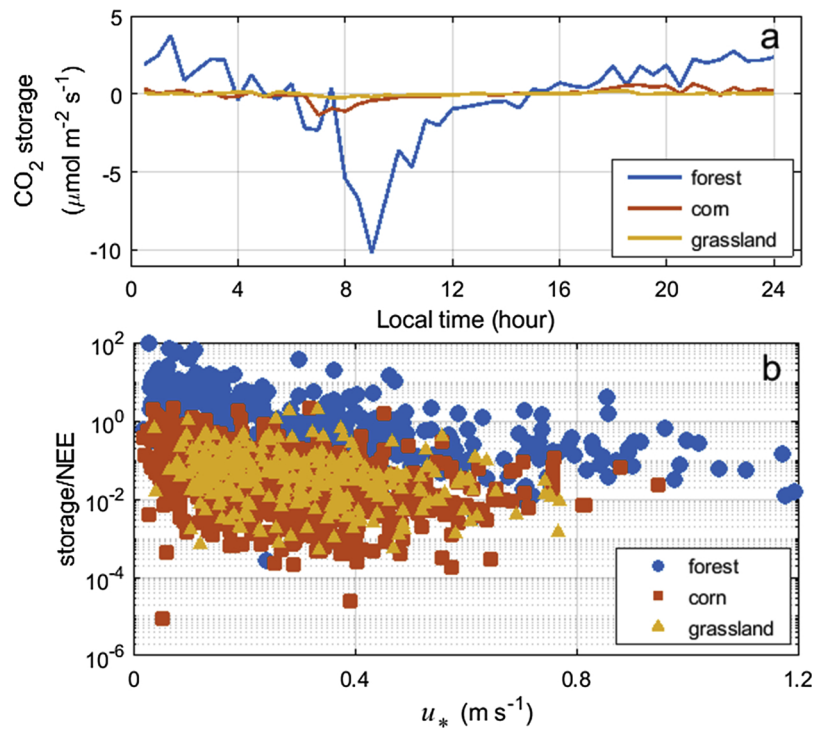 a
5
0
-5
-10
CO2 storage
(μmol m-2 s-1)
forest
corn
grassland
0 4 8 12 16 20 24
Local time (hour)
b
10^2
10^0
10^-2
10^-4
10^-6
storage/NEE
forest
corn
grassland
0 0.4 0.8 1.2
u* (m s-1)